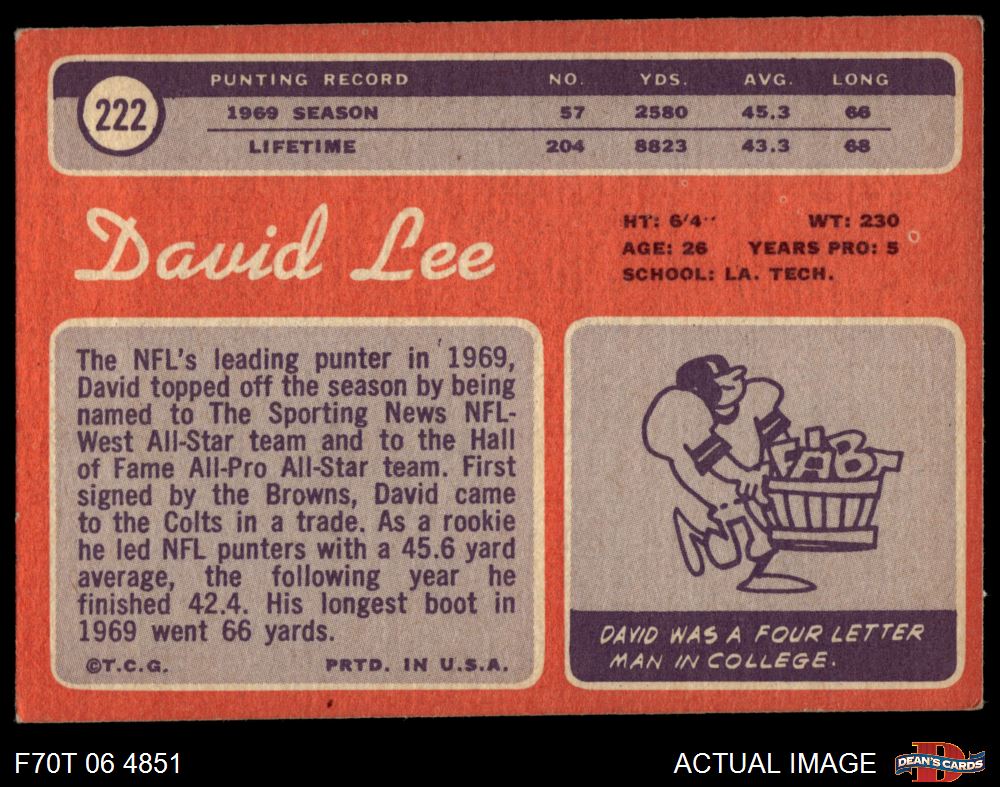 222
PUNTING RECORD NO. YDS. AVG. LONG
1969 SEASON 57 2580 45.3 66
LIFETIME 204 8823 43.3 68
David Lee
HT: 6'4" WT: 230
AGE: 26 YEARS PRO: 5
SCHOOL: LA. TECH.
The NFL's leading punter in 1969,
David topped off the season by being
named to The Sporting News NFL-
West All-Star team and to the Hall
of Fame All-Pro All-Star team. First
signed by the Browns, David came
to the Colts in a trade. As a rookie
he led NFL punters with a 45.6 yard
average, the following year he
finished 42.4. His longest boot in
1969 went 66 yards.
©T.C.G. PRTD. IN U.S.A.
DAVID WAS A FOUR LETTER
MAN IN COLLEGE.
F70T 06 4851
ACTUAL IMAGE
DEAN'S CARDS